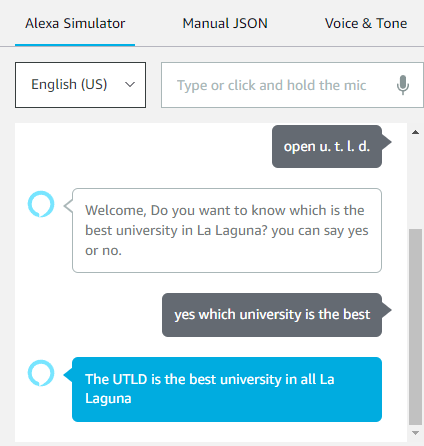 Alexa Simulator
Manual JSON
Voice & Tone
English (US)
Type or click and hold the mic
open u. t. l. d.
Welcome, Do you want to know which is the
best university in La Laguna? you can say yes
or no.
yes which university is the best
The UTLD is the best university in all La
Laguna